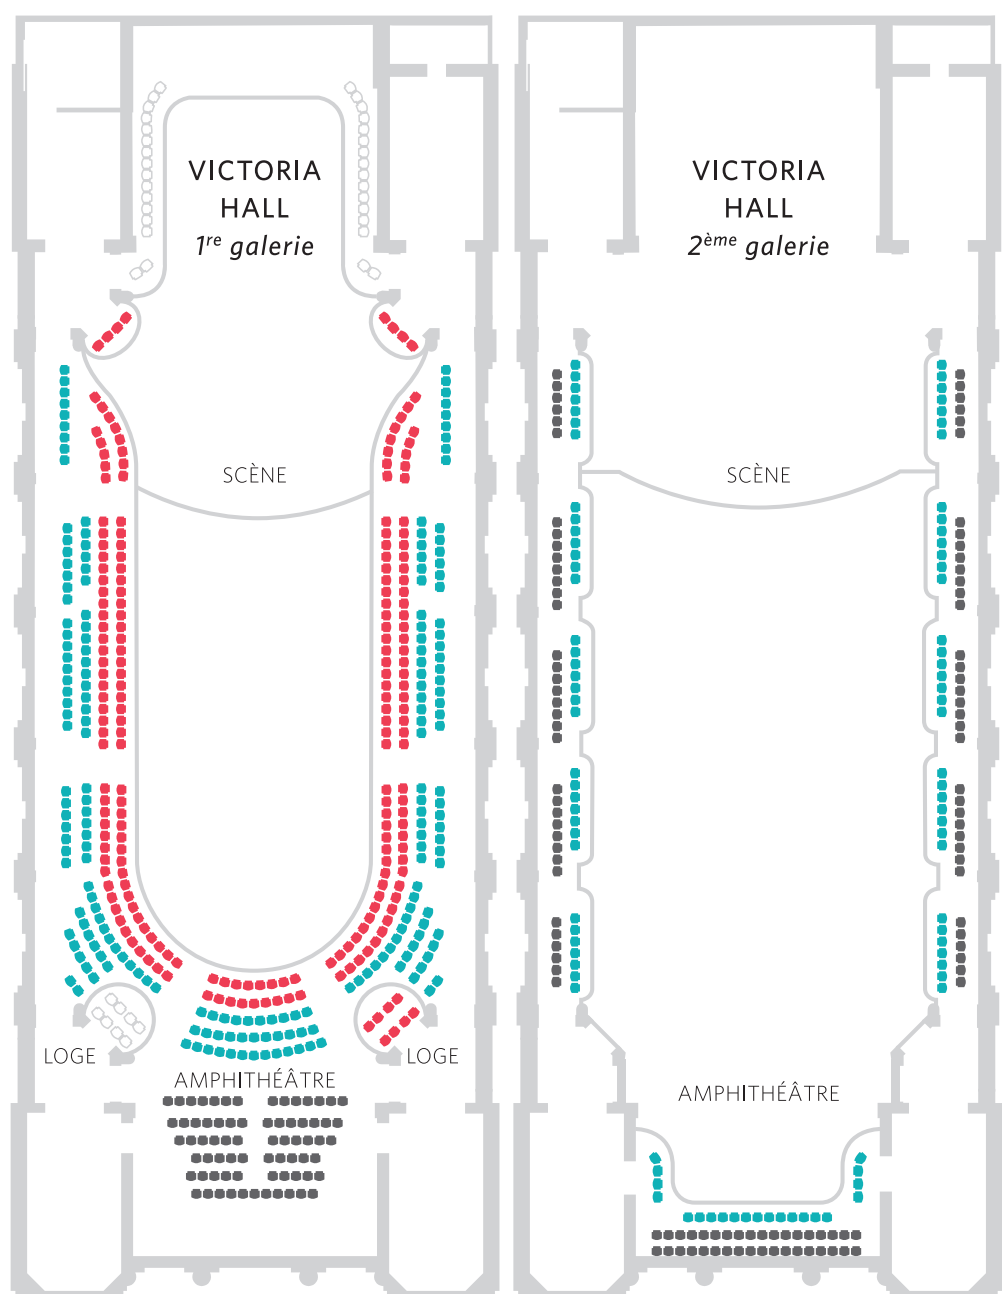 VICTORIA
HALL
1re galerie
SCÈNE
LOGE
LOGE
AMPHITHÉÂTRE
VICTORIA
HALL
2ème galerie
SCÈNE
AMPHITHÉÂTRE